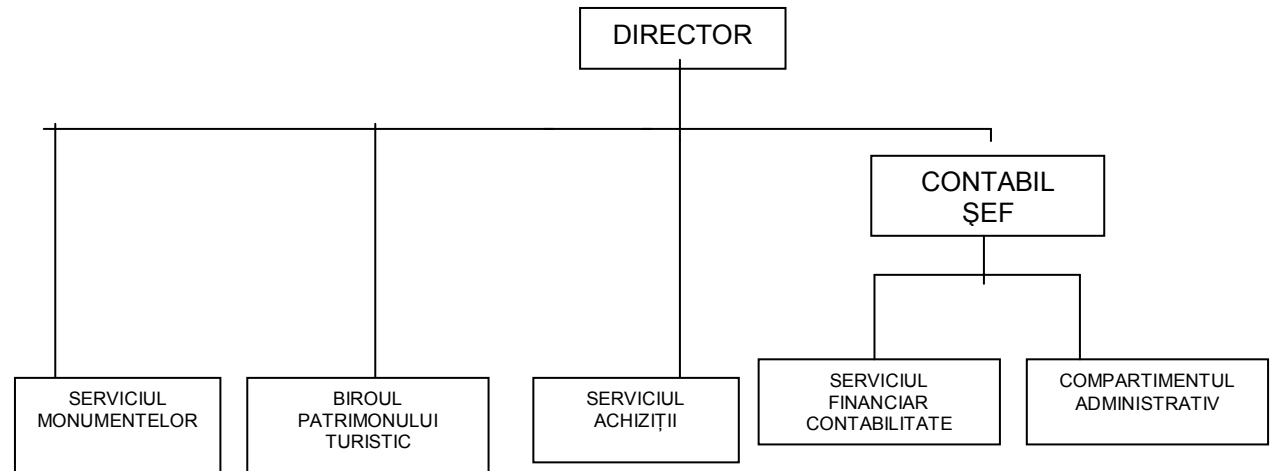 DIRECTOR
CONTABIL
ŞEF
SERVICIUL
MONUMENTELOR
BIROUL
PATRIMONULUI
TURISTIC
SERVICIUL
ACHIZIŢII
SERVICIUL
FINANCIAR
CONTABILITATE
COMPARTIMENTUL
ADMINISTRATIV